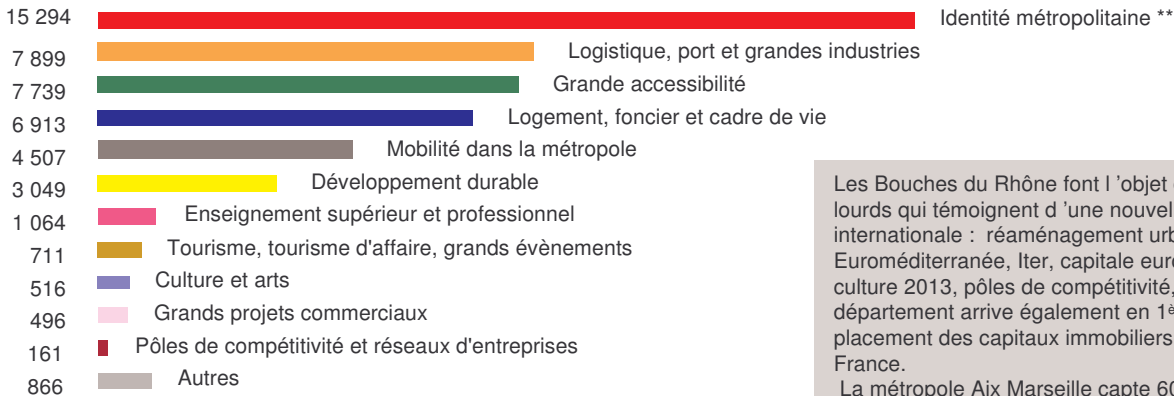 15 294 Identité métropolitaine **
7 899 Logistique, port et grandes industries
7 739 Grande accessibilité
6 913 Logement, foncier et cadre de vie
4 507 Mobilité dans la métropole
3 049 Développement durable
1 064 Enseignement supérieur et professionnel
711 Tourisme, tourisme d'affaire, grands évènements
516 Culture et arts
496 Grands projets commerciaux
161 Pôles de compétitivité et réseaux d'entreprises
866 Autres
Les Bouches du Rhône font l 'objet
lourds qui témoignent d 'une
internationale : réaménagement
Euroméditerranée, Iter, capitale
culture 2013, pôles de compétitivité,
département arrive également en
placement des capitaux immobiliers
France.
La métropole Aix Marseille capte